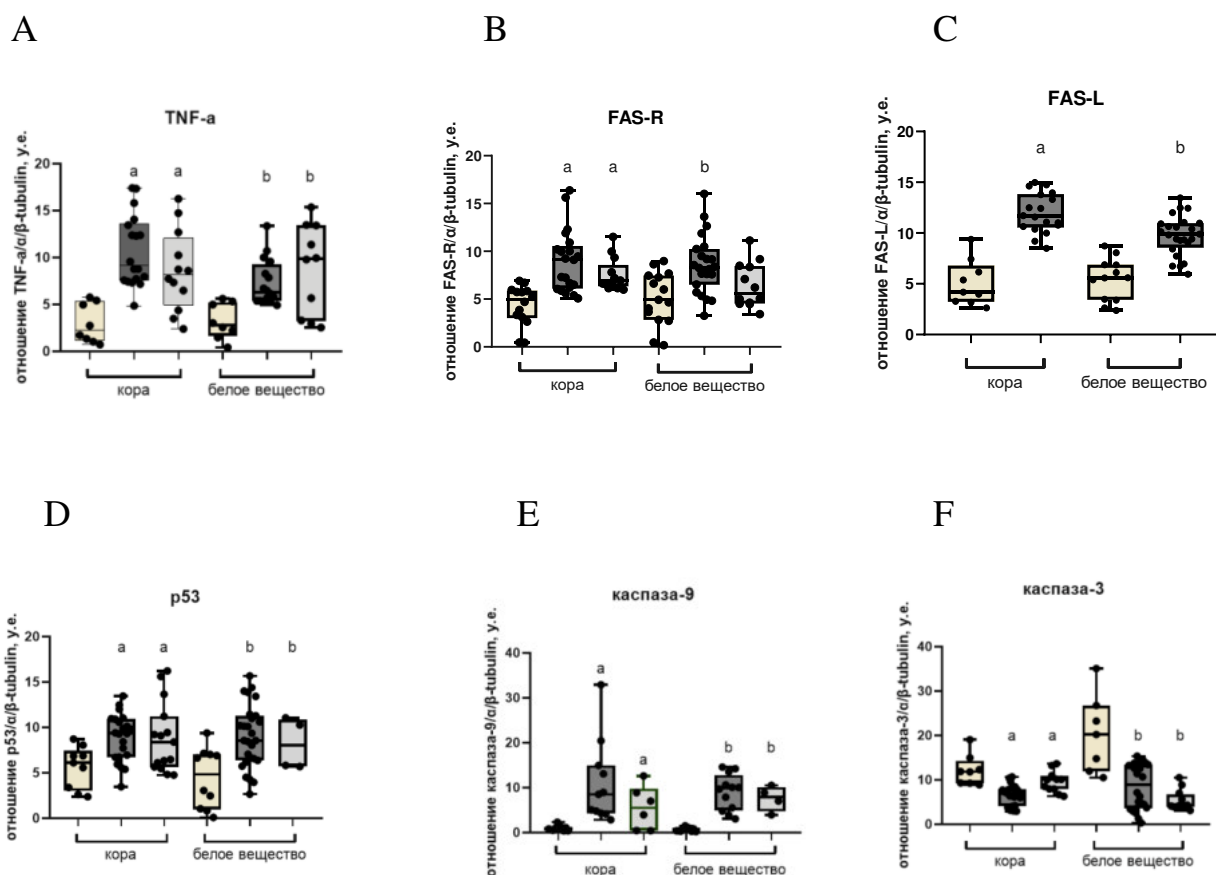 A
B
C
TNF-a
отношение TNF-a/α/β-tubulin, у.е.
20
15
10
5
0
a
a
b
b
кора
белое вещество
FAS-R
отношение FAS-R/α/β-tubulin, у.е.
20
15
10
5
0
a
a
b
кора
белое вещество
FAS-L
отношение FAS-L/α/β-tubulin, у.е.
20
15
10
5
0
a
b
кора
белое вещество
D
E
F
p53
отношение p53/α/β-tubulin, у.е.
20
15
10
5
0
a
a
b
b
кора
белое вещество
каспаза-9
отношение каспаза-9/α/β-tubulin, у.е.
40
30
20
10
0
a
a
b
b
кора
белое вещество
каспаза-3
отношение каспаза-3/α/β-tubulin, у.е.
40
30
20
10
0
a
a
b
b
кора
белое вещество